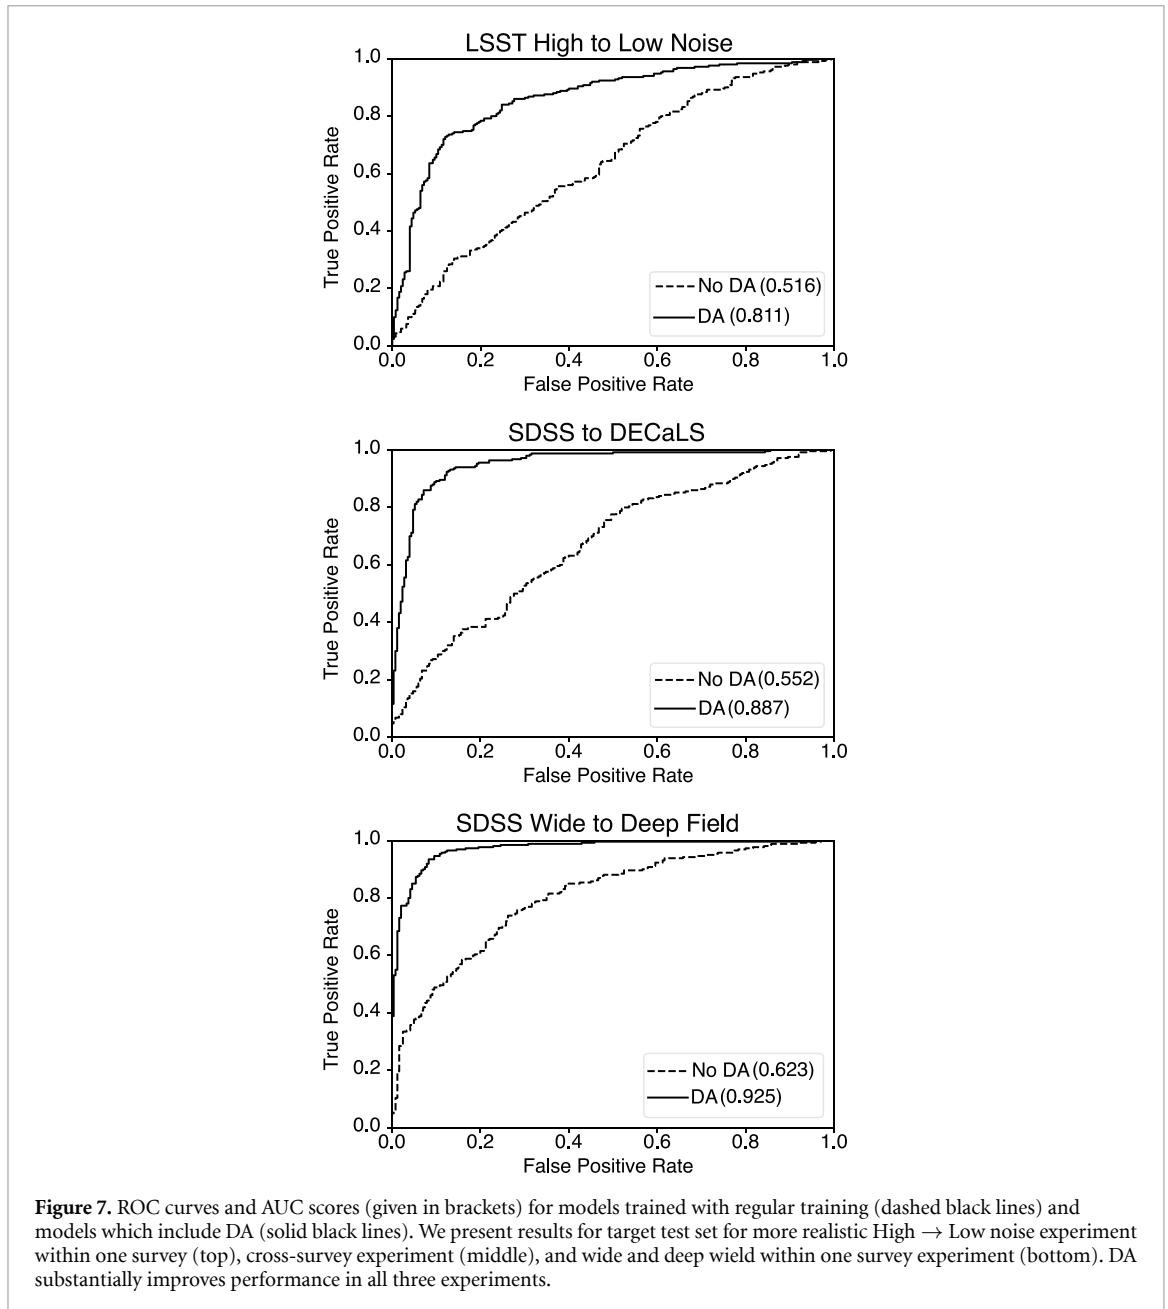 LSST High to Low Noise
1.0
0.8
0.6
0.4
0.2
0.0
True Positive Rate
No DA (0.516)
DA (0.811)
0.0 0.2 0.4 0.6 0.8 1.0
False Positive Rate
SDSS to DECaLS
1.0
0.8
0.6
0.4
0.2
0.0
True Positive Rate
No DA (0.552)
DA (0.887)
0.0 0.2 0.4 0.6 0.8 1.0
False Positive Rate
SDSS Wide to Deep Field
1.0
0.8
0.6
0.4
0.2
0.0
True Positive Rate
No DA (0.623)
DA (0.925)
0.0 0.2 0.4 0.6 0.8 1.0
False Positive Rate
Figure 7. ROC curves and AUC scores (given in brackets) for models trained with regular training (dashed black lines) and
models which include DA (solid black lines). We present results for target test set for more realistic High → Low noise experiment
within one survey (top), cross-survey experiment (middle), and wide and deep wield within one survey experiment (bottom). DA
substantially improves performance in all three experiments.